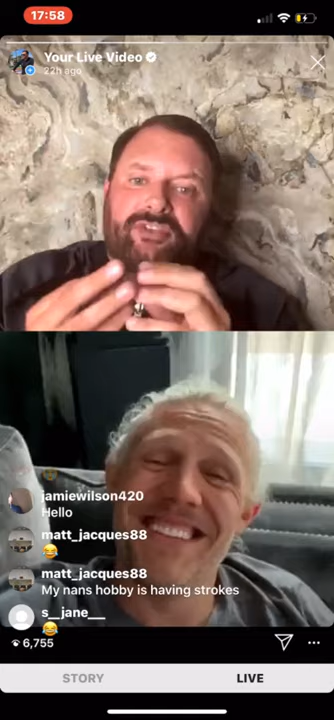 17:58
Your Live Video
22h ago
jamiewilson420
Hello
matt_jacques88
😂
matt_jacques88
My nans hobby is having strokes
s__jane__
😂
6,755
STORY
LIVE